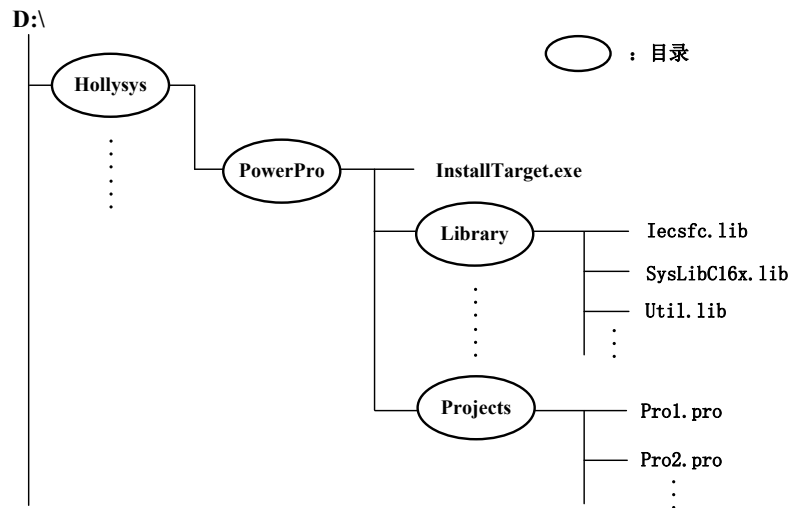 D:\
：目录
Hollysys
PowerPro
InstallTarget.exe
Library
Iecsfc.lib
SysLibC16x.lib
Util.lib
Projects
Pro1.pro
Pro2.pro